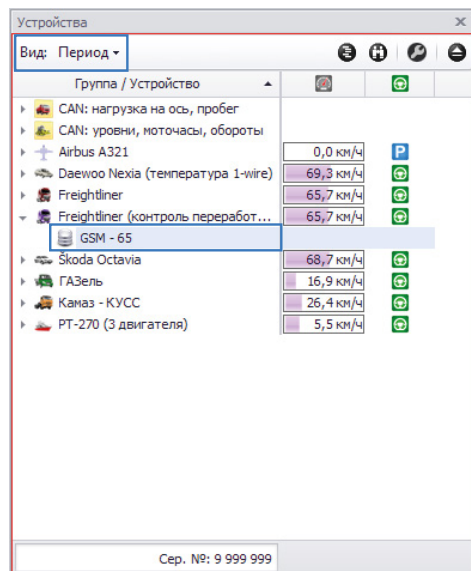 Устройства
Вид: Период
Группа / Устройство
CAN: нагрузка на ось, пробег
CAN: уровни, моточасы, обороты
Airbus A321 0,0 км/ч P
Daewoo Nexia (температура 1-wire) 69,3 км/ч
Freightliner 65,7 км/ч
Freightliner (контроль переработ... 65,7 км/ч
GSM - 65
Škoda Octavia 68,7 км/ч
ГАЗель 16,9 км/ч
Камаз - КУСС 26,4 км/ч
РТ-270 (3 двигателя) 5,5 км/ч
Сер. №: 9 999 999